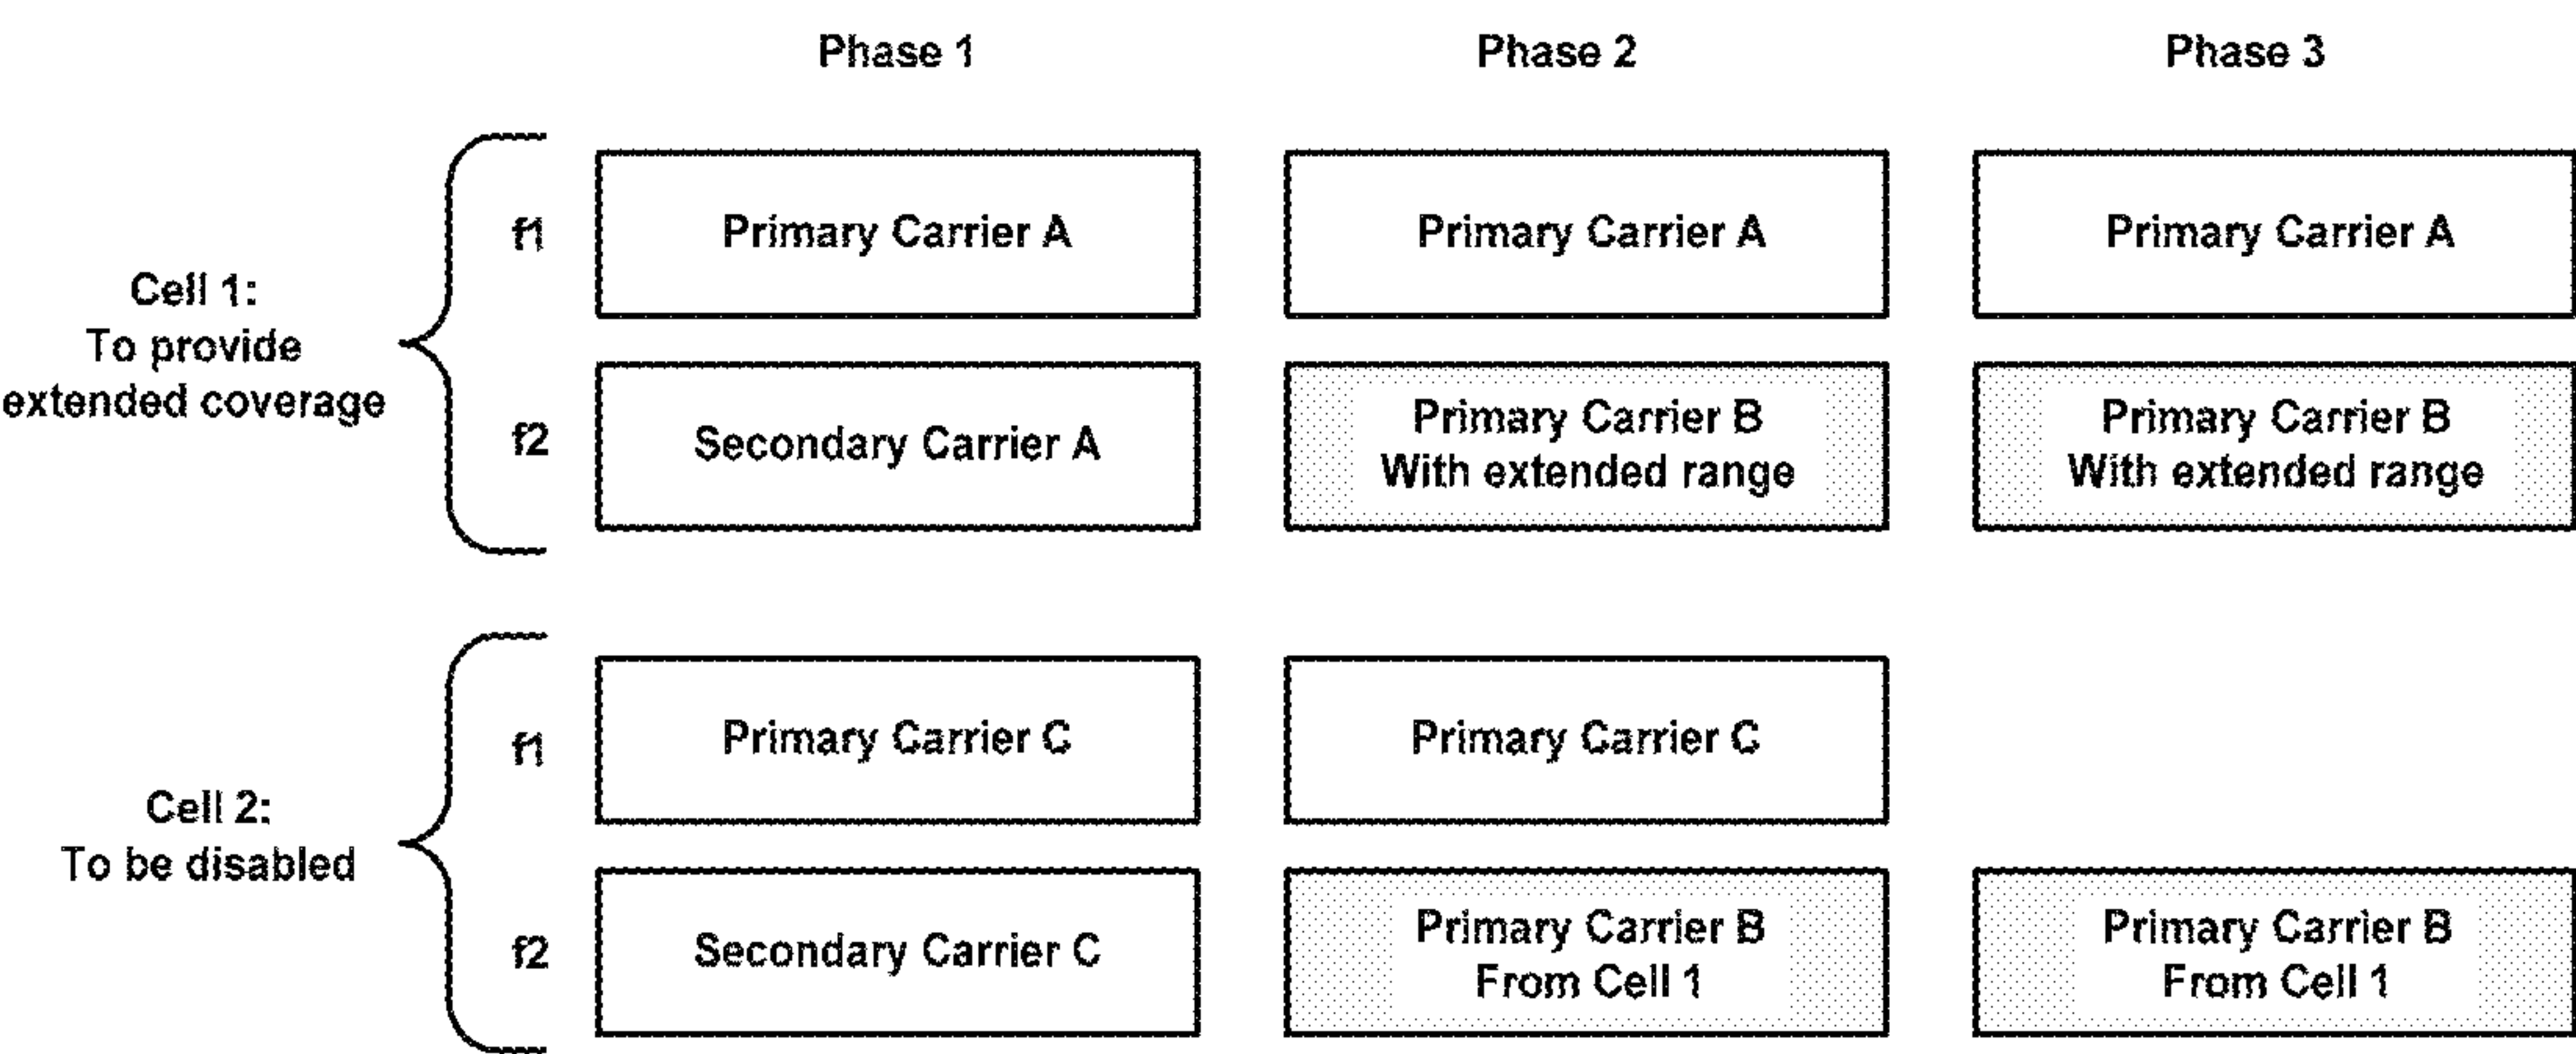 Phase 1
Phase 2
Phase 3
Cell 1:
To provide
extended coverage
f1
Primary Carrier A
Primary Carrier A
Primary Carrier A
f2
Secondary Carrier A
Primary Carrier B
With extended range
Primary Carrier B
With extended range
Cell 2:
To be disabled
f1
Primary Carrier C
Primary Carrier C
f2
Secondary Carrier C
Primary Carrier B
From Cell 1
Primary Carrier B
From Cell 1